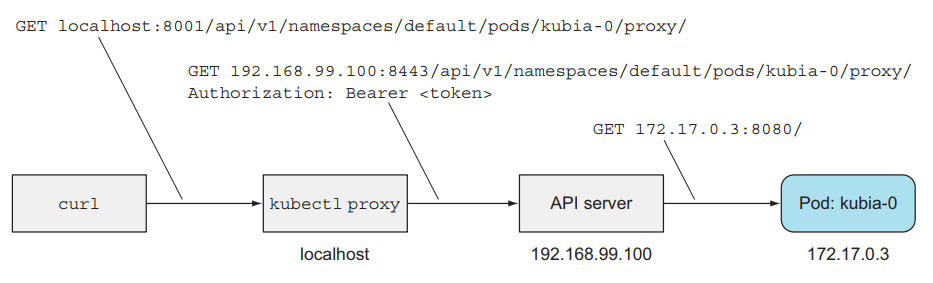 GET localhost:8001/api/v1/namespaces/default/pods/kubia-0/proxy/
GET 192.168.99.100:8443/api/v1/namespaces/default/pods/kubia-0/proxy/
Authorization: Bearer <token>
GET 172.17.0.3:8080/
curl
kubectl proxy
API server
Pod: kubia-0
localhost
192.168.99.100
172.17.0.3